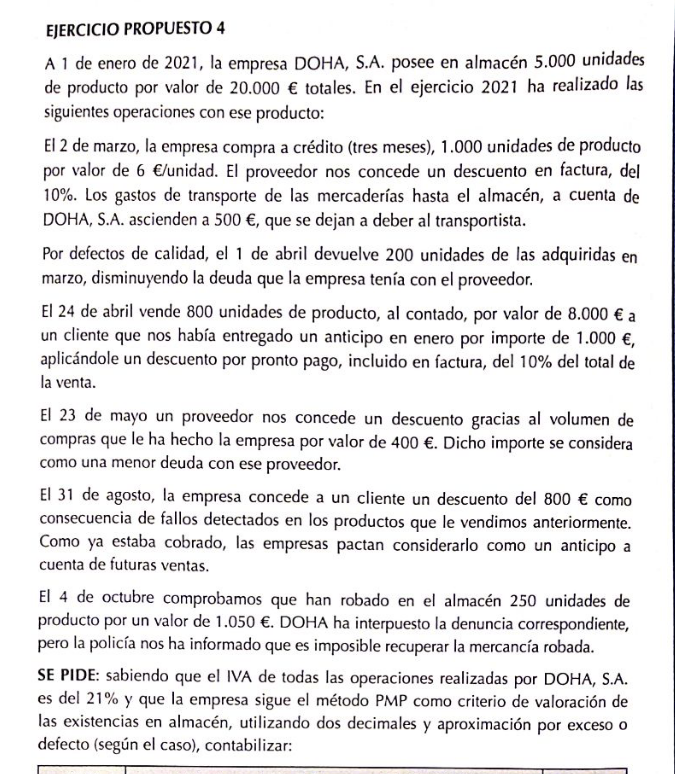 EJERCICIO PROPUESTO 4
A 1 de enero de 2021, la empresa DOHA, S.A. posee en almacén 5.000 unidades
de producto por valor de 20.000 € totales. En el ejercicio 2021 ha realizado las
siguientes operaciones con ese producto:
El 2 de marzo, la empresa compra a crédito (tres meses), 1.000 unidades de producto
por valor de 6 €/unidad. El proveedor nos concede un descuento en factura, del
10%. Los gastos de transporte de las mercaderías hasta el almacén, a cuenta de
DOHA, S.A. ascienden a 500 €, que se dejan a deber al transportista.
Por defectos de calidad, el 1 de abril devuelve 200 unidades de las adquiridas en
marzo, disminuyendo la deuda que la empresa tenía con el proveedor.
El 24 de abril vende 800 unidades de producto, al contado, por valor de 8.000 € a
un cliente que nos había entregado un anticipo en enero por importe de 1.000 €,
aplicándole un descuento por pronto pago, incluido en factura, del 10% del total de
la venta.
El 23 de mayo un proveedor nos concede un descuento gracias al volumen de
compras que le ha hecho la empresa por valor de 400 €. Dicho importe se considera
como una menor deuda con ese proveedor.
El 31 de agosto, la empresa concede a un cliente un descuento del 800 € como
consecuencia de fallos detectados en los productos que le vendimos anteriormente.
Como ya estaba cobrado, las empresas pactan considerarlo como un anticipo a
cuenta de futuras ventas.
El 4 de octubre comprobamos que han robado en el almacén 250 unidades de
producto por un valor de 1.050 €. DOHA ha interpuesto la denuncia correspondiente,
pero la policía nos ha informado que es imposible recuperar la mercancía robada.
SE PIDE: sabiendo que el IVA de todas las operaciones realizadas por DOHA, S.A.
es del 21% y que la empresa sigue el método PMP como criterio de valoración de
las existencias en almacén, utilizando dos decimales y aproximación por exceso o
defecto (según el caso), contabilizar: